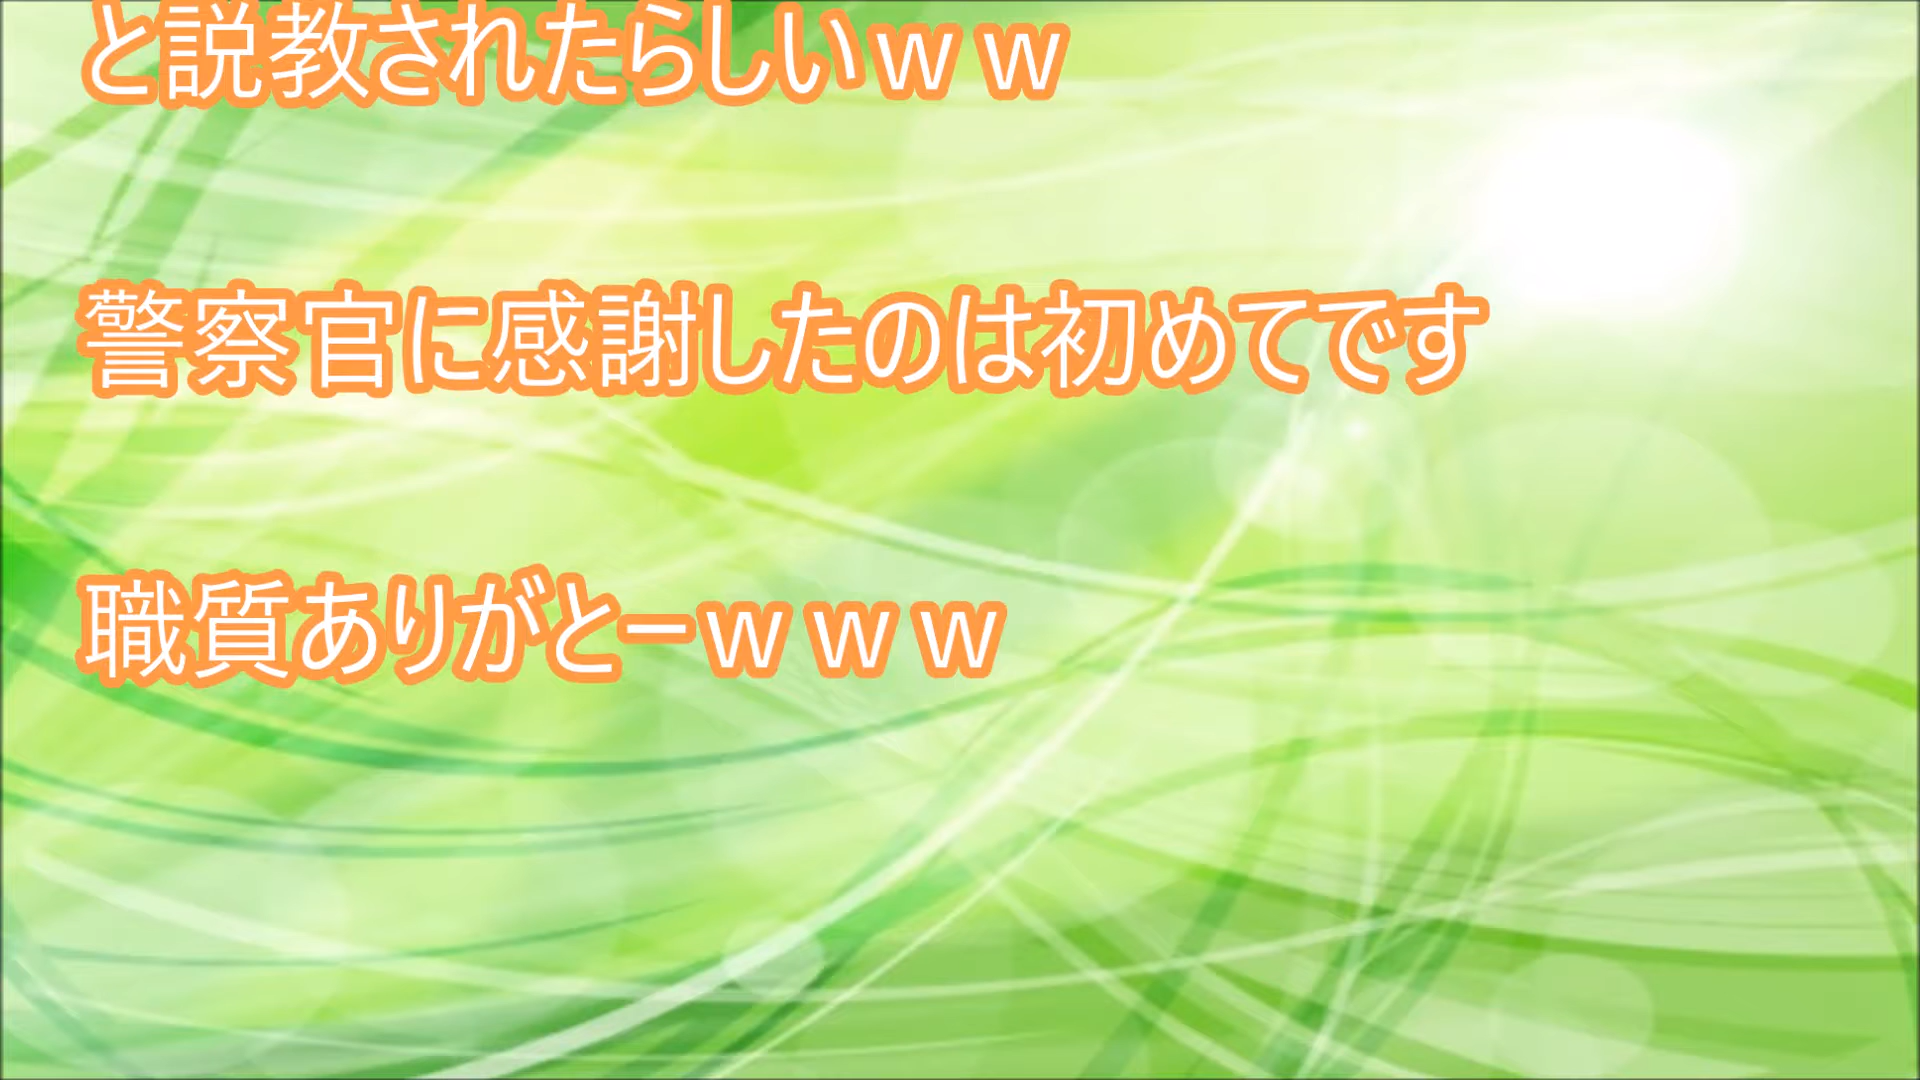 と説教されたらしいｗｗ
警察官に感謝したのは初めてです
職質ありがとーｗｗｗ